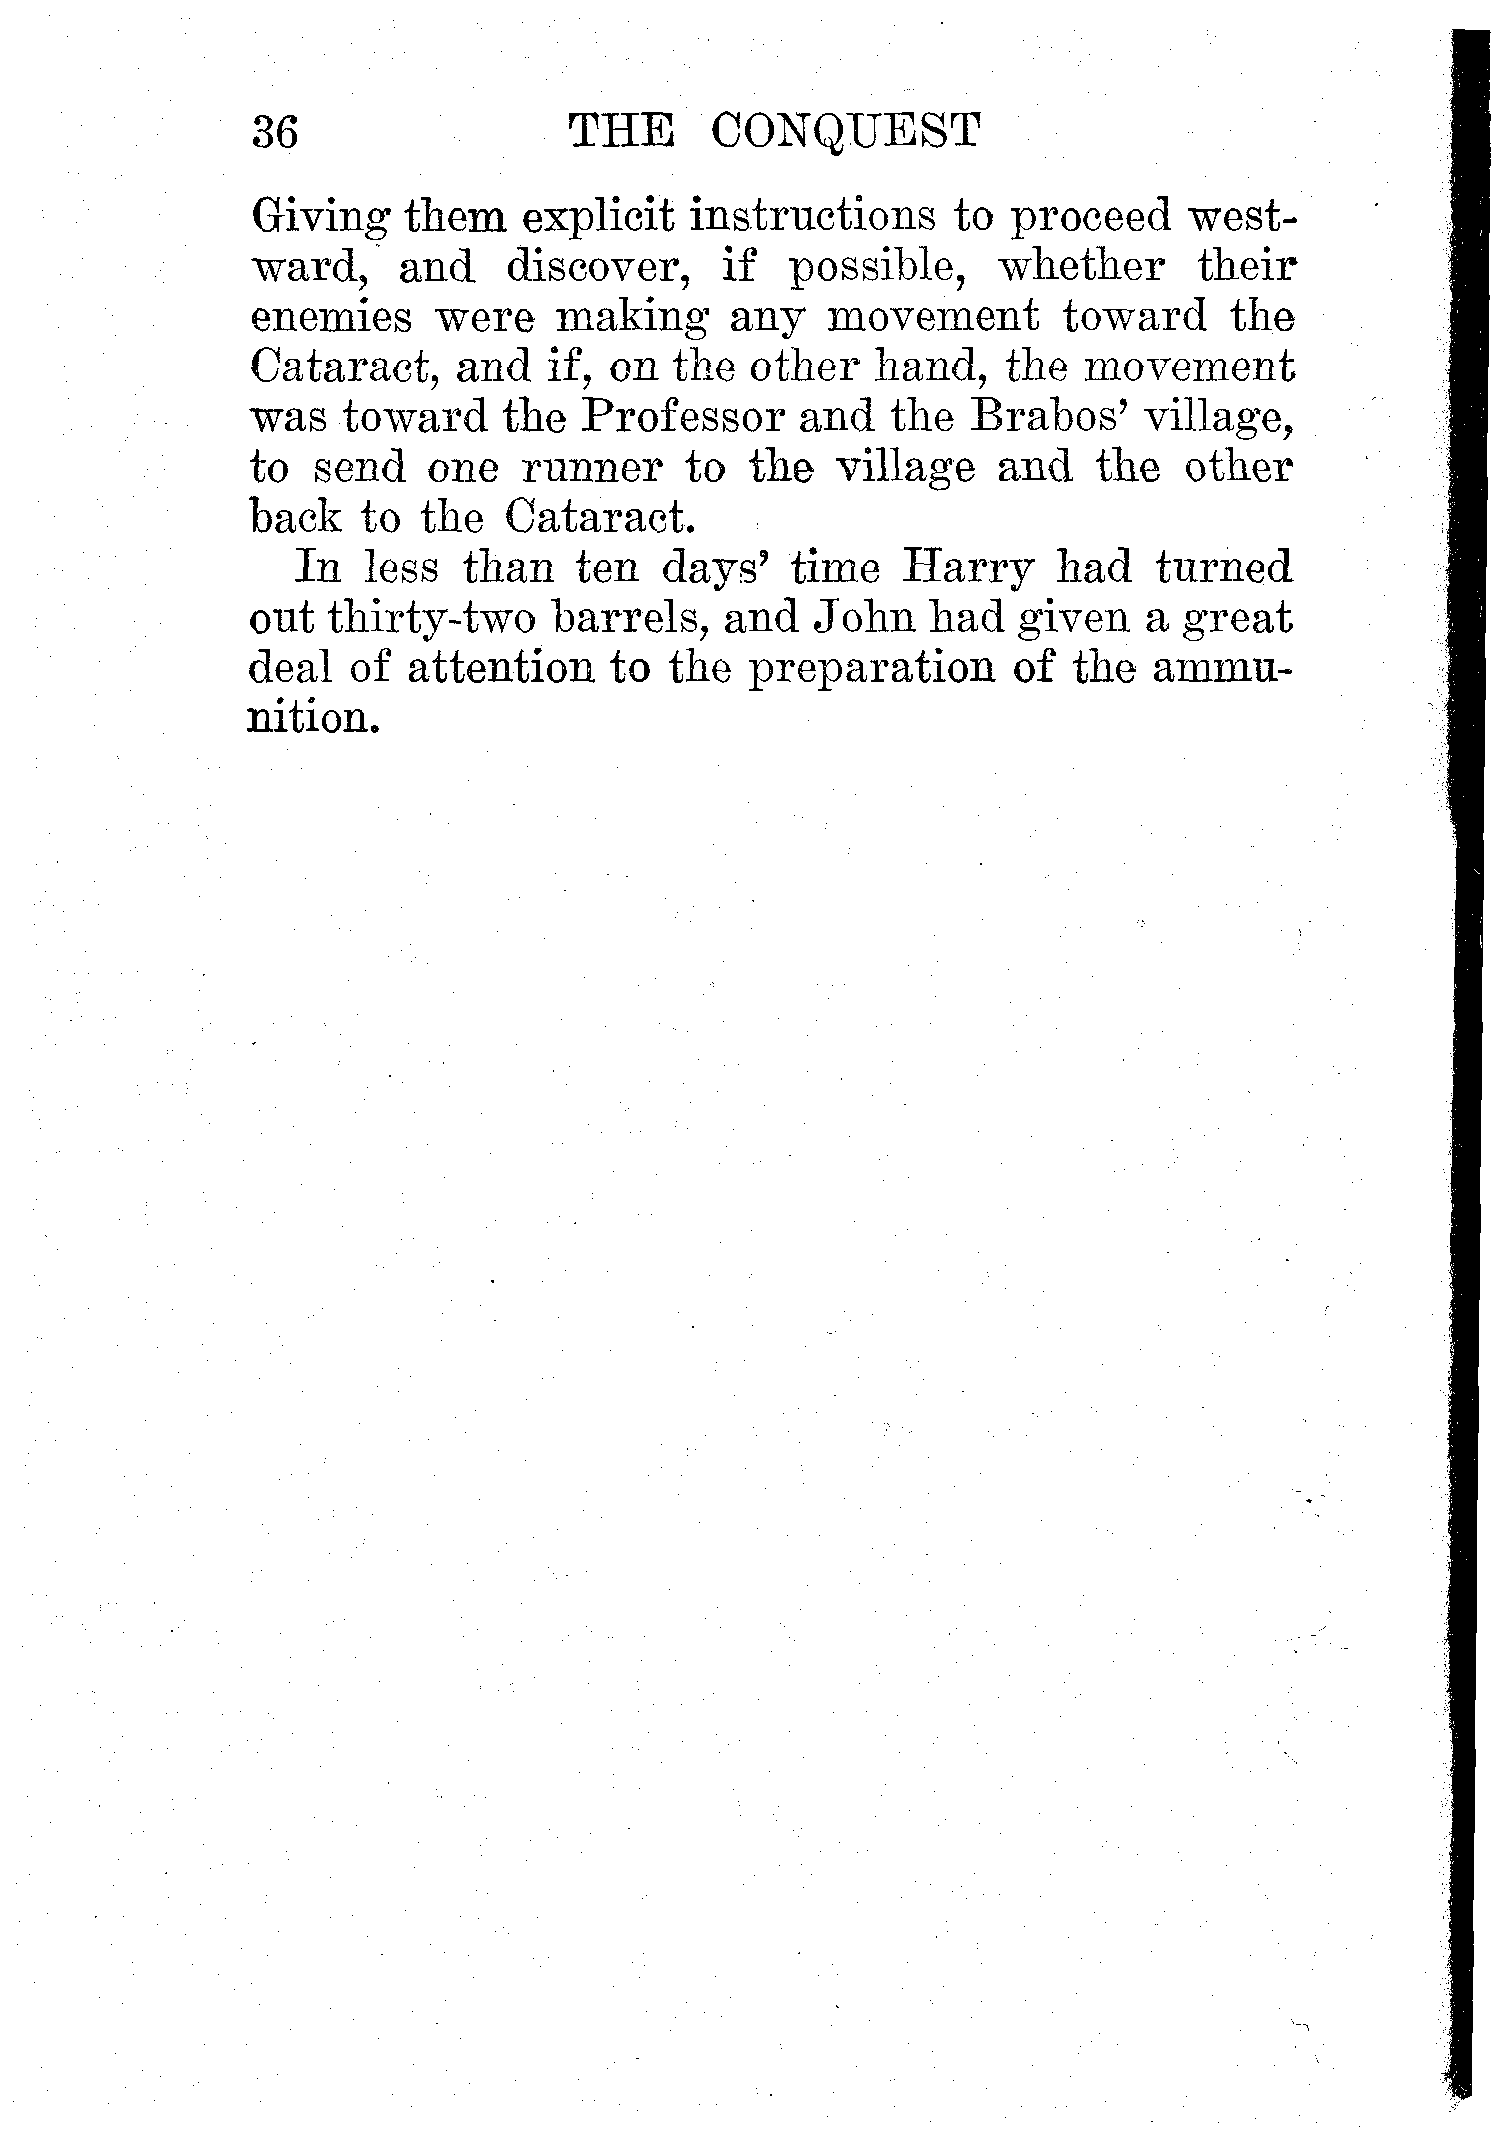 36 THE CONQUEST
Giving them explicit instructions to proceed west-
ward, and discover, if possible, whether their
enemies were making any movement toward the
Cataract, and if, on the other hand, the movement
was toward the Professor and the Brabos' village,
to send one runner to the village and the other
back to the Cataract.
In less than ten days' time Harry had turned
out thirty-two barrels, and John had given a great
deal of attention to the preparation of the ammu-
nition.